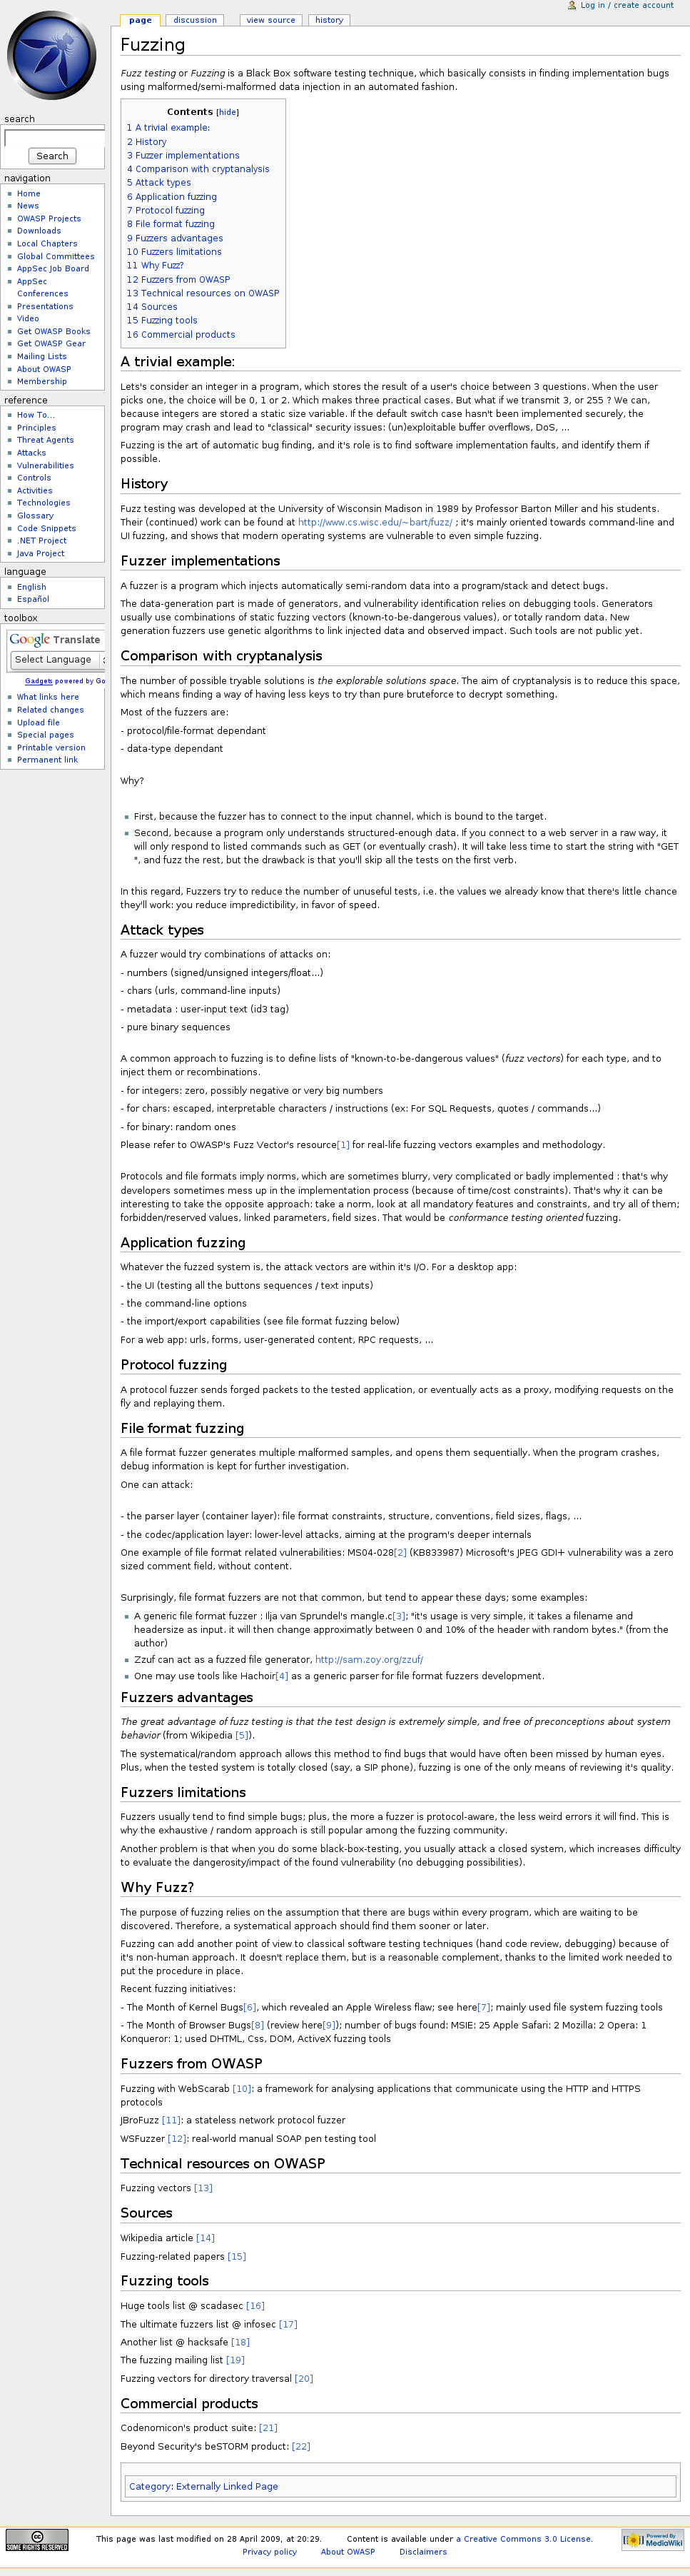 Log in / create account
page
discussion
view source
history
search
Search
navigation
Home
News
OWASP Projects
Downloads
Local Chapters
Global Committees
AppSec Job Board
AppSec
Conferences
Presentations
Video
Get OWASP Books
Get OWASP Gear
Mailing Lists
About OWASP
Membership
reference
How To...
Principles
Threat Agents
Attacks
Vulnerabilities
Controls
Activities
Technologies
Glossary
Code Snippets
.NET Project
Java Project
language
English
Español
toolbox
Google Translate
Select Language
Gadgets powered by Go
What links here
Related changes
Upload file
Special pages
Printable version
Permanent link
Fuzzing
Fuzz testing or Fuzzing is a Black Box software testing technique, which basically consists in finding implementation bugs
using malformed/semi-malformed data injection in an automated fashion.
Contents [hide]
1 A trivial example:
2 History
3 Fuzzer implementations
4 Comparison with cryptanalysis
5 Attack types
6 Application fuzzing
7 Protocol fuzzing
8 File format fuzzing
9 Fuzzers advantages
10 Fuzzers limitations
11 Why Fuzz?
12 Fuzzers from OWASP
13 Technical resources on OWASP
14 Sources
15 Fuzzing tools
16 Commercial products
A trivial example:
Lets's consider an integer in a program, which stores the result of a user's choice between 3 questions. When the user
picks one, the choice will be 0, 1 or 2. Which makes three practical cases. But what if we transmit 3, or 255 ? We can,
because integers are stored a static size variable. If the default switch case hasn't been implemented securely, the
program may crash and lead to "classical" security issues: (un)exploitable buffer overflows, DoS, ...
Fuzzing is the art of automatic bug finding, and it's role is to find software implementation faults, and identify them if
possible.
History
Fuzz testing was developed at the University of Wisconsin Madison in 1989 by Professor Barton Miller and his students.
Their (continued) work can be found at http://www.cs.wisc.edu/~bart/fuzz/ ; it's mainly oriented towards command-line and
UI fuzzing, and shows that modern operating systems are vulnerable to even simple fuzzing.
Fuzzer implementations
A fuzzer is a program which injects automatically semi-random data into a program/stack and detect bugs.
The data-generation part is made of generators, and vulnerability identification relies on debugging tools. Generators
usually use combinations of static fuzzing vectors (known-to-be-dangerous values), or totally random data. New
generation fuzzers use genetic algorithms to link injected data and observed impact. Such tools are not public yet.
Comparison with cryptanalysis
The number of possible tryable solutions is the explorable solutions space. The aim of cryptanalysis is to reduce this space,
which means finding a way of having less keys to try than pure bruteforce to decrypt something.
Most of the fuzzers are:
- protocol/file-format dependant
- data-type dependant
Why?
First, because the fuzzer has to connect to the input channel, which is bound to the target.
Second, because a program only understands structured-enough data. If you connect to a web server in a raw way, it
will only respond to listed commands such as GET (or eventually crash). It will take less time to start the string with "GET
", and fuzz the rest, but the drawback is that you'll skip all the tests on the first verb.
In this regard, Fuzzers try to reduce the number of unuseful tests, i.e. the values we already know that there's little chance
they'll work: you reduce impredictibility, in favor of speed.
Attack types
A fuzzer would try combinations of attacks on:
- numbers (signed/unsigned integers/float...)
- chars (urls, command-line inputs)
- metadata : user-input text (id3 tag)
- pure binary sequences
A common approach to fuzzing is to define lists of "known-to-be-dangerous values" (fuzz vectors) for each type, and to
inject them or recombinations.
- for integers: zero, possibly negative or very big numbers
- for chars: escaped, interpretable characters / instructions (ex: For SQL Requests, quotes / commands...)
- for binary: random ones
Please refer to OWASP's Fuzz Vector's resource[1] for real-life fuzzing vectors examples and methodology.
Protocols and file formats imply norms, which are sometimes blurry, very complicated or badly implemented : that's why
developers sometimes mess up in the implementation process (because of time/cost constraints). That's why it can be
interesting to take the opposite approach: take a norm, look at all mandatory features and constraints, and try all of them;
forbidden/reserved values, linked parameters, field sizes. That would be conformance testing oriented fuzzing.
Application fuzzing
Whatever the fuzzed system is, the attack vectors are within it's I/O. For a desktop app:
- the UI (testing all the buttons sequences / text inputs)
- the command-line options
- the import/export capabilities (see file format fuzzing below)
For a web app: urls, forms, user-generated content, RPC requests, ...
Protocol fuzzing
A protocol fuzzer sends forged packets to the tested application, or eventually acts as a proxy, modifying requests on the
fly and replaying them.
File format fuzzing
A file format fuzzer generates multiple malformed samples, and opens them sequentially. When the program crashes,
debug information is kept for further investigation.
One can attack:
- the parser layer (container layer): file format constraints, structure, conventions, field sizes, flags, ...
- the codec/application layer: lower-level attacks, aiming at the program's deeper internals
One example of file format related vulnerabilities: MS04-028[2] (KB833987) Microsoft's JPEG GDI+ vulnerability was a zero
sized comment field, without content.
Surprisingly, file format fuzzers are not that common, but tend to appear these days; some examples:
A generic file format fuzzer : Ilja van Sprundel's mangle.c[3]; "it's usage is very simple, it takes a filename and
headersize as input. it will then change approximatly between 0 and 10% of the header with random bytes." (from the
author)
Zzuf can act as a fuzzed file generator, http://sam.zoy.org/zzuf/
One may use tools like Hachoir[4] as a generic parser for file format fuzzers development.
Fuzzers advantages
The great advantage of fuzz testing is that the test design is extremely simple, and free of preconceptions about system
behavior (from Wikipedia [5]).
The systematical/random approach allows this method to find bugs that would have often been missed by human eyes.
Plus, when the tested system is totally closed (say, a SIP phone), fuzzing is one of the only means of reviewing it's quality.
Fuzzers limitations
Fuzzers usually tend to find simple bugs; plus, the more a fuzzer is protocol-aware, the less weird errors it will find. This is
why the exhaustive / random approach is still popular among the fuzzing community.
Another problem is that when you do some black-box-testing, you usually attack a closed system, which increases difficulty
to evaluate the dangerosity/impact of the found vulnerability (no debugging possibilities).
Why Fuzz?
The purpose of fuzzing relies on the assumption that there are bugs within every program, which are waiting to be
discovered. Therefore, a systematical approach should find them sooner or later.
Fuzzing can add another point of view to classical software testing techniques (hand code review, debugging) because of
it's non-human approach. It doesn't replace them, but is a reasonable complement, thanks to the limited work needed to
put the procedure in place.
Recent fuzzing initiatives:
- The Month of Kernel Bugs[6], which revealed an Apple Wireless flaw; see here[7]; mainly used file system fuzzing tools
- The Month of Browser Bugs[8] (review here[9]); number of bugs found: MSIE: 25 Apple Safari: 2 Mozilla: 2 Opera: 1
Konqueror: 1; used DHTML, Css, DOM, ActiveX fuzzing tools
Fuzzers from OWASP
Fuzzing with WebScarab [10]: a framework for analysing applications that communicate using the HTTP and HTTPS
protocols
JBroFuzz [11]: a stateless network protocol fuzzer
WSFuzzer [12]: real-world manual SOAP pen testing tool
Technical resources on OWASP
Fuzzing vectors [13]
Sources
Wikipedia article [14]
Fuzzing-related papers [15]
Fuzzing tools
Huge tools list @ scadasec [16]
The ultimate fuzzers list @ infosec [17]
Another list @ hacksafe [18]
The fuzzing mailing list [19]
Fuzzing vectors for directory traversal [20]
Commercial products
Codenomicon's product suite: [21]
Beyond Security's beSTORM product: [22]
Category: Externally Linked Page
SOME RIGHTS RESERVED
This page was last modified on 28 April 2009, at 20:29. Content is available under a Creative Commons 3.0 License.
Privacy policy About OWASP Disclaimers
Powered By MediaWiki